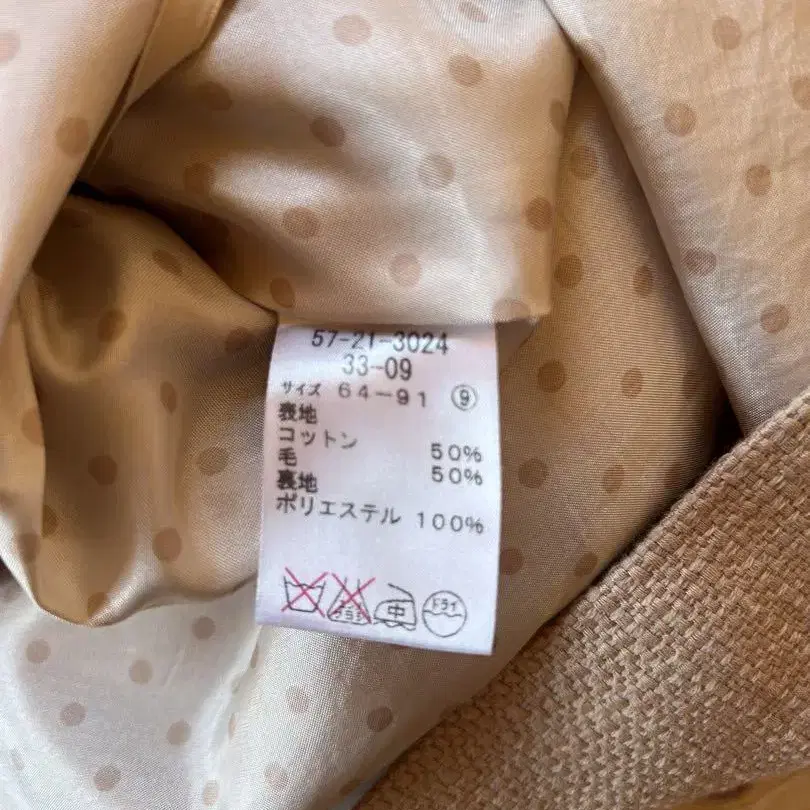 57-21-3024
33-09
サイズ 64-91 ⑨
表地
コットン 50%
毛 50%
裏地
ポリエステル 100%
中 ドライ